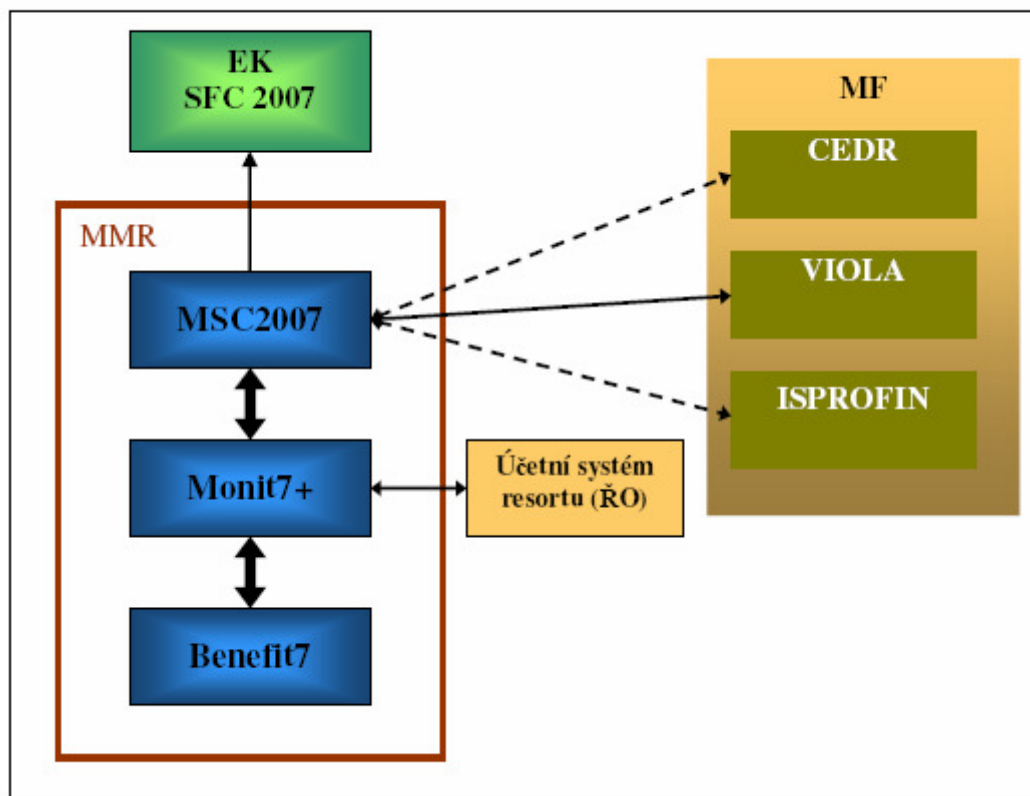 EK
SFC 2007
MF
CEDR
MMR
VIOLA
MSC2007
ISPROFIN
Monit7+
Účetní systém
resortu (ŘO)
Benefit7